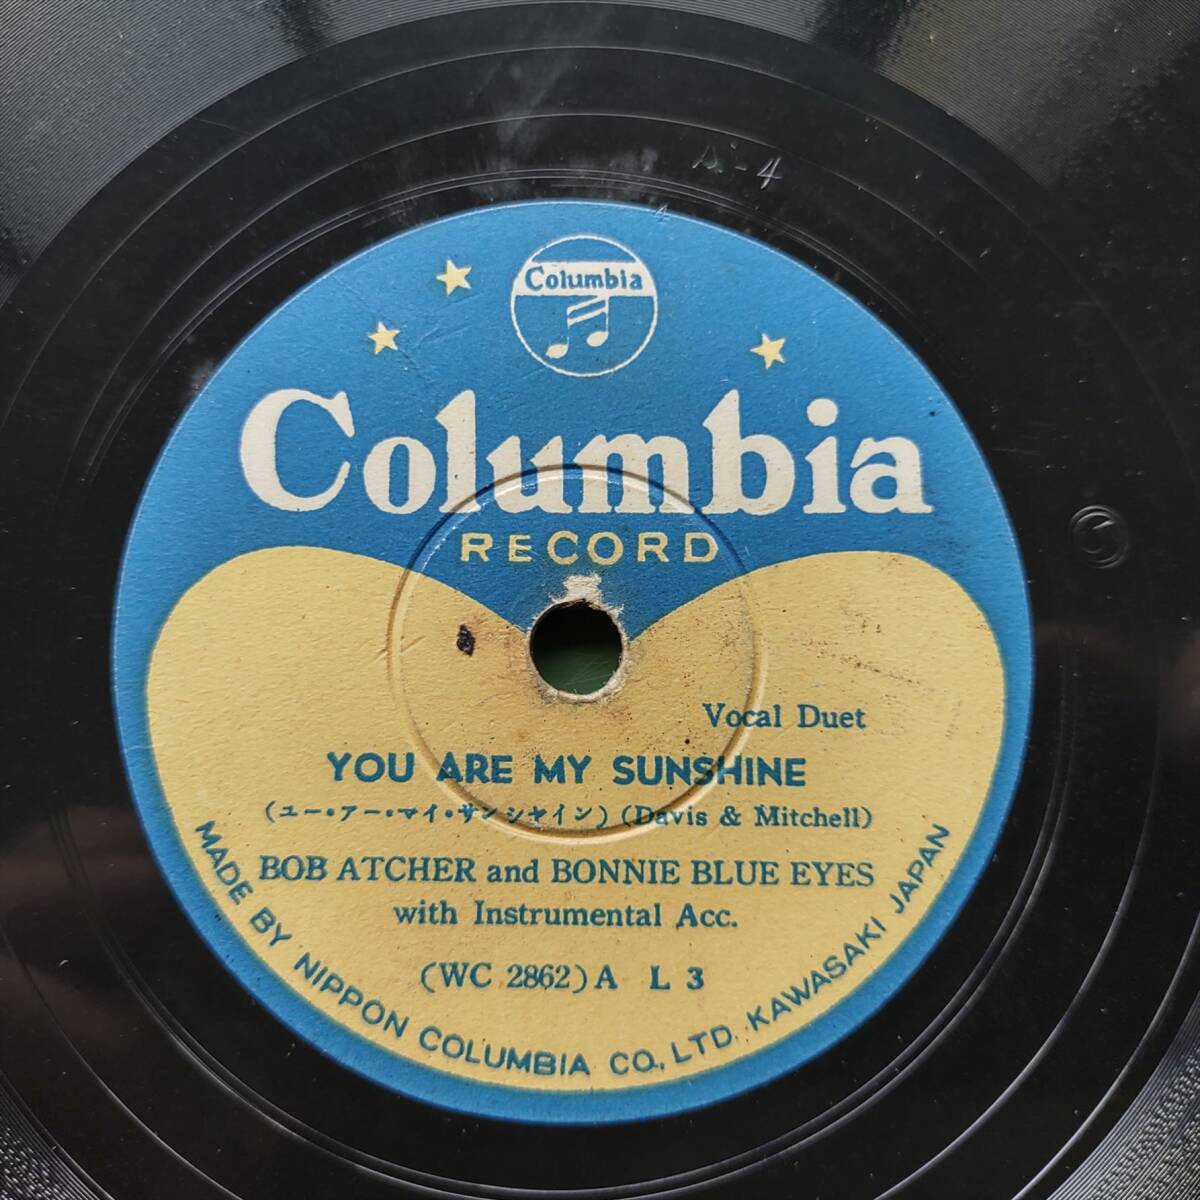 A-4
Columbia
Columbia
RECORD
Vocal Duet
YOU ARE MY SUNSHINE
(ユー・アー・マイ・サンシャイン) (Davis & Mitchell)
BOB ATCHER and BONNIE BLUE EYES
with Instrumental Acc.
(WC 2862) A L 3
MADE BY NIPPON COLUMBIA CO., LTD. KAWASAKI JAPAN